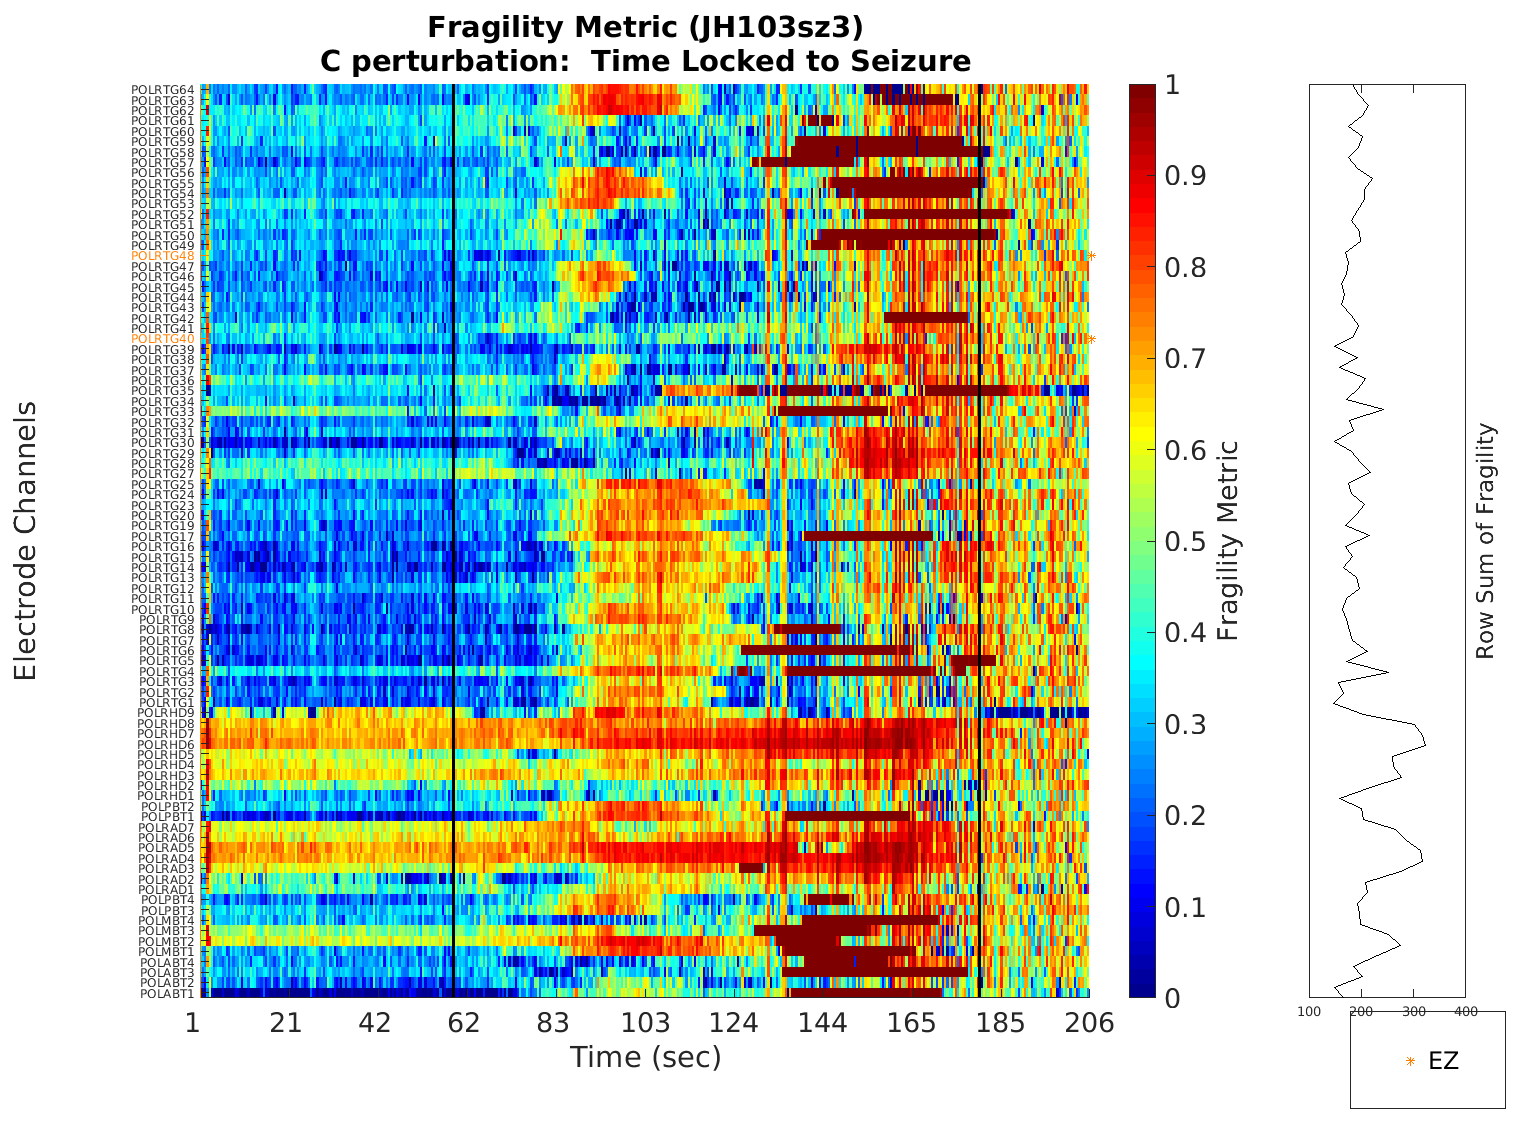 Fragility Metric (JH103sz3)
C perturbation:  Time Locked to Seizure
Electrode Channels
POLRTG64
POLRTG63
POLRTG62
POLRTG61
POLRTG60
POLRTG59
POLRTG58
POLRTG57
POLRTG56
POLRTG55
POLRTG54
POLRTG53
POLRTG52
POLRTG51
POLRTG50
POLRTG49
POLRTG48
POLRTG47
POLRTG46
POLRTG45
POLRTG44
POLRTG43
POLRTG42
POLRTG41
POLRTG40
POLRTG39
POLRTG38
POLRTG37
POLRTG36
POLRTG35
POLRTG34
POLRTG33
POLRTG32
POLRTG31
POLRTG30
POLRTG29
POLRTG28
POLRTG27
POLRTG25
POLRTG24
POLRTG23
POLRTG20
POLRTG19
POLRTG17
POLRTG16
POLRTG15
POLRTG14
POLRTG13
POLRTG12
POLRTG11
POLRTG10
POLRTG9
POLRTG8
POLRTG7
POLRTG6
POLRTG5
POLRTG4
POLRTG3
POLRTG2
POLRTG1
POLRHD9
POLRHD8
POLRHD7
POLRHD6
POLRHD5
POLRHD4
POLRHD3
POLRHD2
POLRHD1
POLPBT2
POLPBT1
POLRAD7
POLRAD6
POLRAD5
POLRAD4
POLRAD3
POLRAD2
POLRAD1
POLPBT4
POLPBT3
POLMBT4
POLMBT3
POLMBT2
POLMBT1
POLABT4
POLABT3
POLABT2
POLABT1
1 21 42 62 83 103 124 144 165 185 206
Time (sec)
1
0.9
0.8
0.7
0.6
0.5
0.4
0.3
0.2
0.1
0
Fragility Metric
100 200 300 400
Row Sum of Fragility
EZ